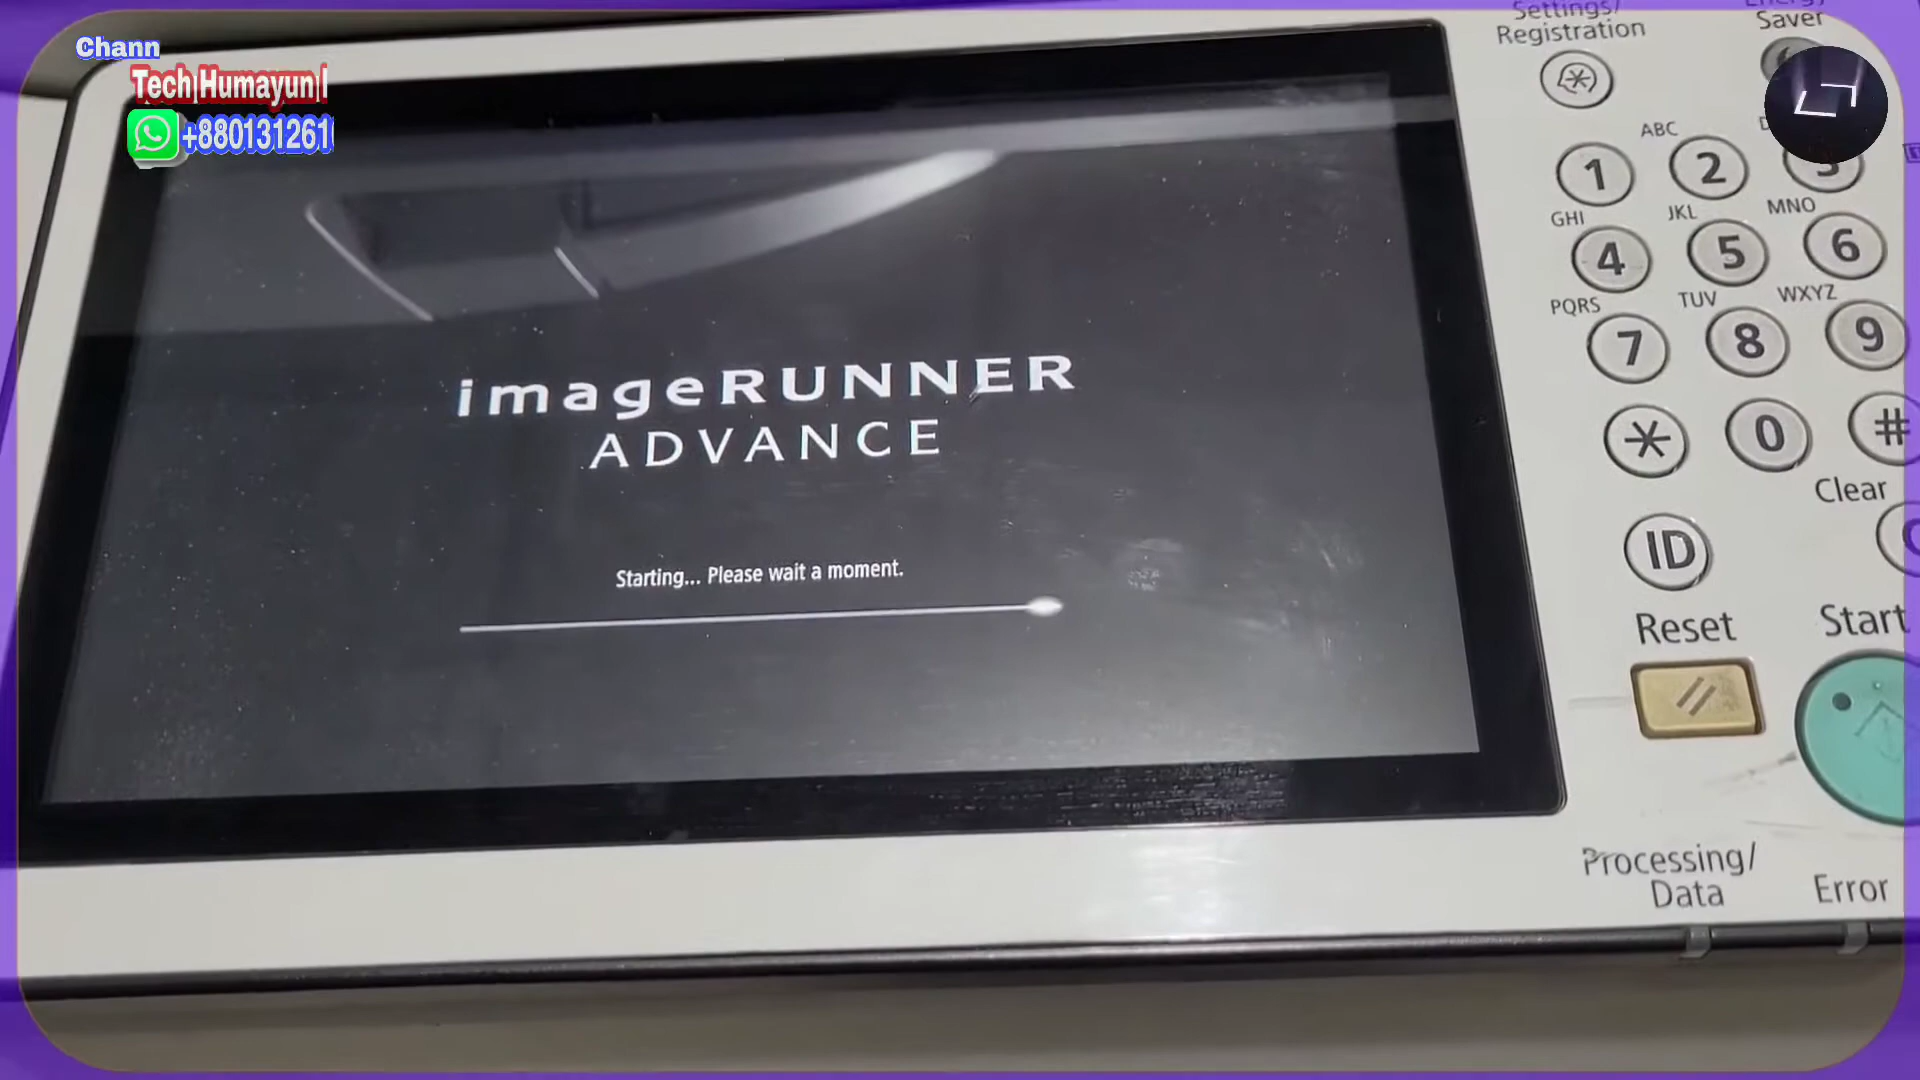 Chann
Tech Humayun
+880131261
Settings/
Registration
Saver
ABC
1
2
3
GHI
JKL
MNO
4
5
6
PQRS
TUV
WXYZ
7
8
9
*
0
#
Clear
ID
Reset
Start
Processing/
Data
Error
imageRUNNER
ADVANCE
Starting... Please wait a moment.